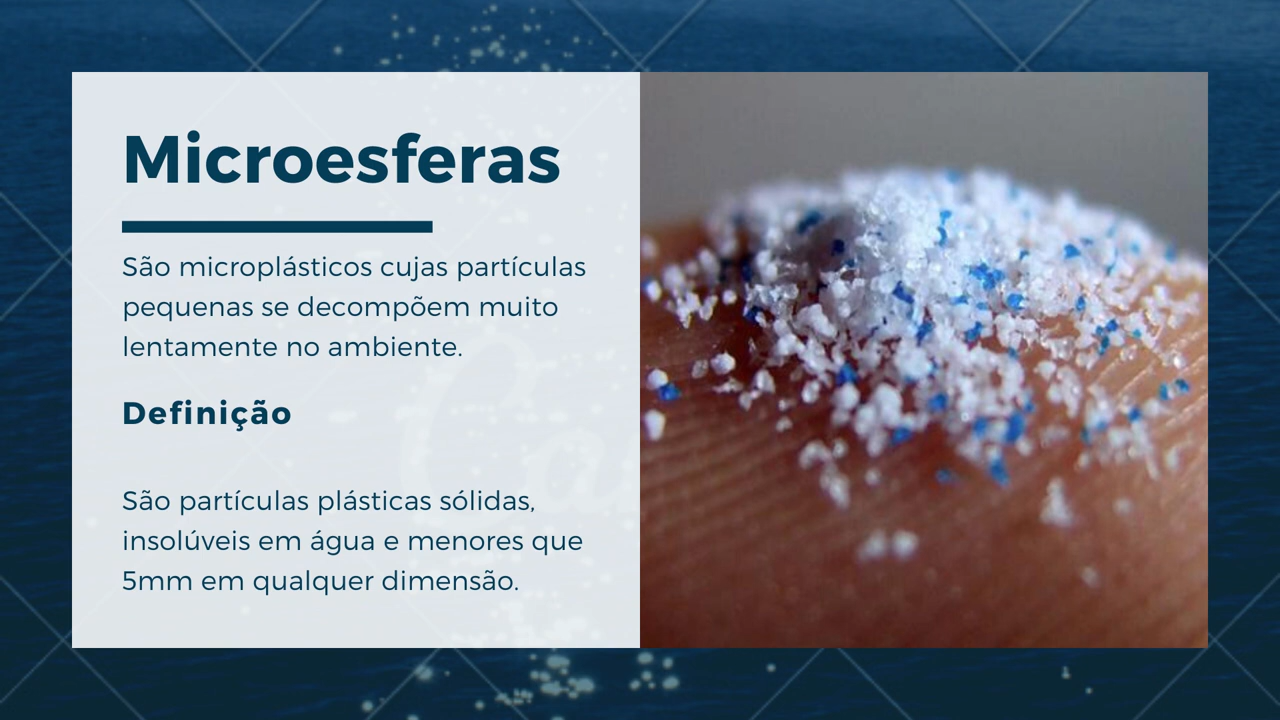 Microesferas
São microplásticos cujas partículas
pequenas se decompõem muito
lentamente no ambiente.
Definição
São partículas plásticas sólidas,
insolúveis em água e menores que
5mm em qualquer dimensão.